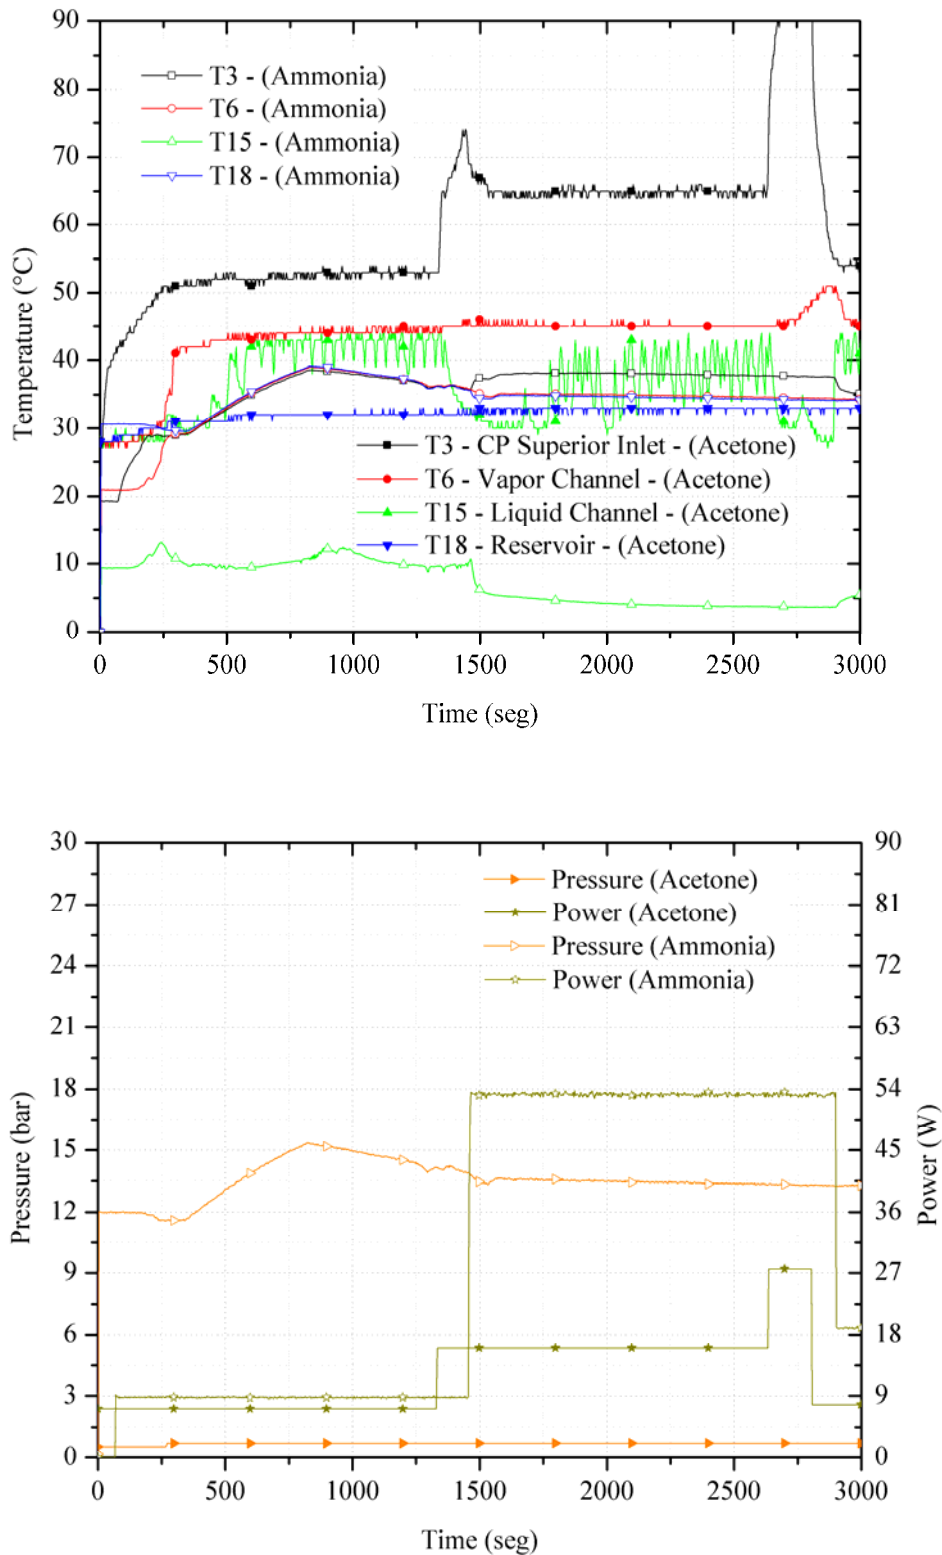 90
80
70
60
50
40
30
20
10
0
Temperature (°C)
T3 - (Ammonia)
T6 - (Ammonia)
T15 - (Ammonia)
T18 - (Ammonia)
T3 - CP Superior Inlet - (Acetone)
T6 - Vapor Channel - (Acetone)
T15 - Liquid Channel - (Acetone)
T18 - Reservoir - (Acetone)
0 500 1000 1500 2000 2500 3000
Time (seg)
30
27
24
21
18
15
12
9
6
3
0
Pressure (bar)
Pressure (Acetone)
Power (Acetone)
Pressure (Ammonia)
Power (Ammonia)
90
81
72
63
54
45
36
27
18
9
0
Power (W)
0 500 1000 1500 2000 2500 3000
Time (seg)